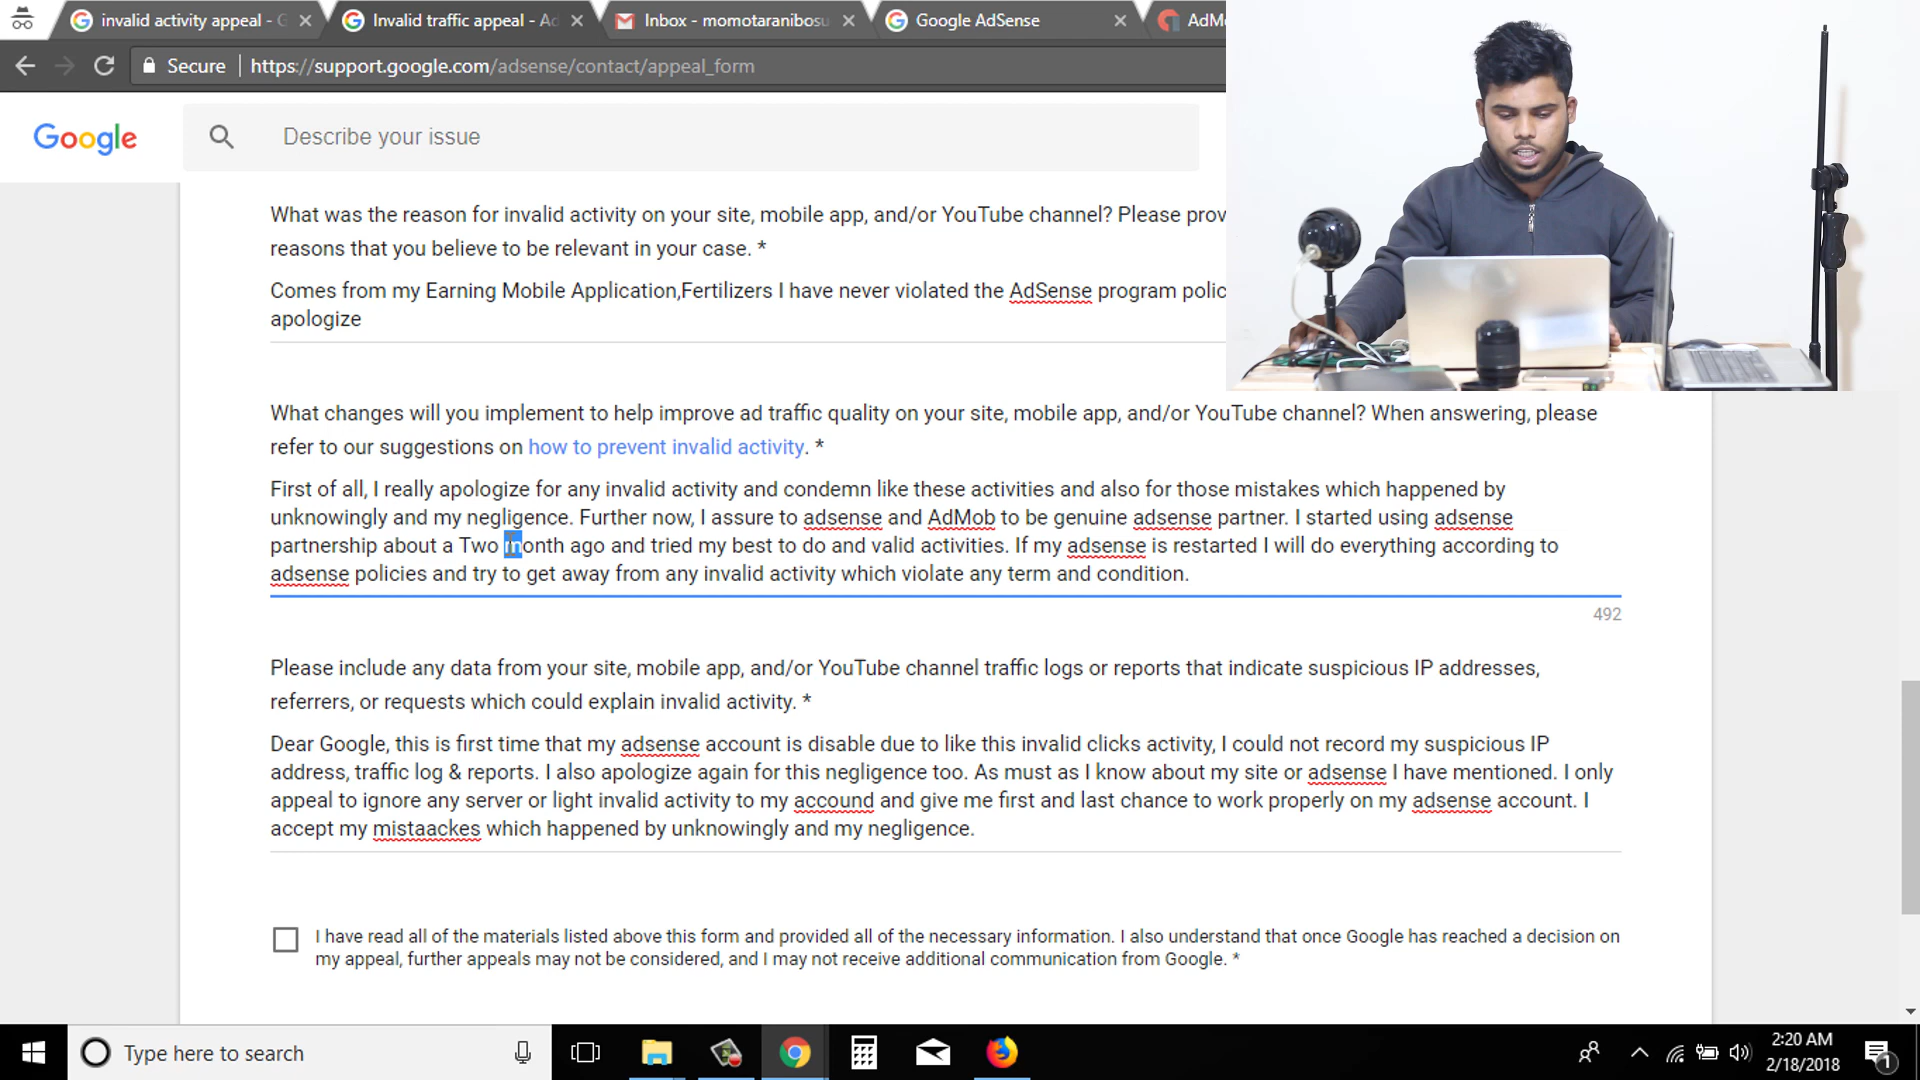 invalid activity appeal - G
Invalid traffic appeal - Ad
Inbox - momotaranibosu
Google AdSense
AdM
Secure
https://support.google.com/adsense/contact/appeal_form
Google
Describe your issue
What was the reason for invalid activity on your site, mobile app, and/or YouTube channel? Please prov
reasons that you believe to be relevant in your case. *
Comes from my Earning Mobile Application,Fertilizers I have never violated the AdSense program polic
apologize
What changes will you implement to help improve ad traffic quality on your site, mobile app, and/or YouTube channel? When answering, please
refer to our suggestions on how to prevent invalid activity. *
First of all, I really apologize for any invalid activity and condemn like these activities and also for those mistakes which happened by
unknowingly and my negligence. Further now, I assure to adsense and AdMob to be genuine adsense partner. I started using adsense
partnership about a Two month ago and tried my best to do and valid activities. If my adsense is restarted I will do everything according to
adsense policies and try to get away from any invalid activity which violate any term and condition.
492
Please include any data from your site, mobile app, and/or YouTube channel traffic logs or reports that indicate suspicious IP addresses,
referrers, or requests which could explain invalid activity. *
Dear Google, this is first time that my adsense account is disable due to like this invalid clicks activity, I could not record my suspicious IP
address, traffic log & reports. I also apologize again for this negligence too. As must as I know about my site or adsense I have mentioned. I only
appeal to ignore any server or light invalid activity to my accound and give me first and last chance to work properly on my adsense account. I
accept my mistaackes which happened by unknowingly and my negligence.
I have read all of the materials listed above this form and provided all of the necessary information. I also understand that once Google has reached a decision on
my appeal, further appeals may not be considered, and I may not receive additional communication from Google. *
Type here to search
2:20 AM
2/18/2018
1